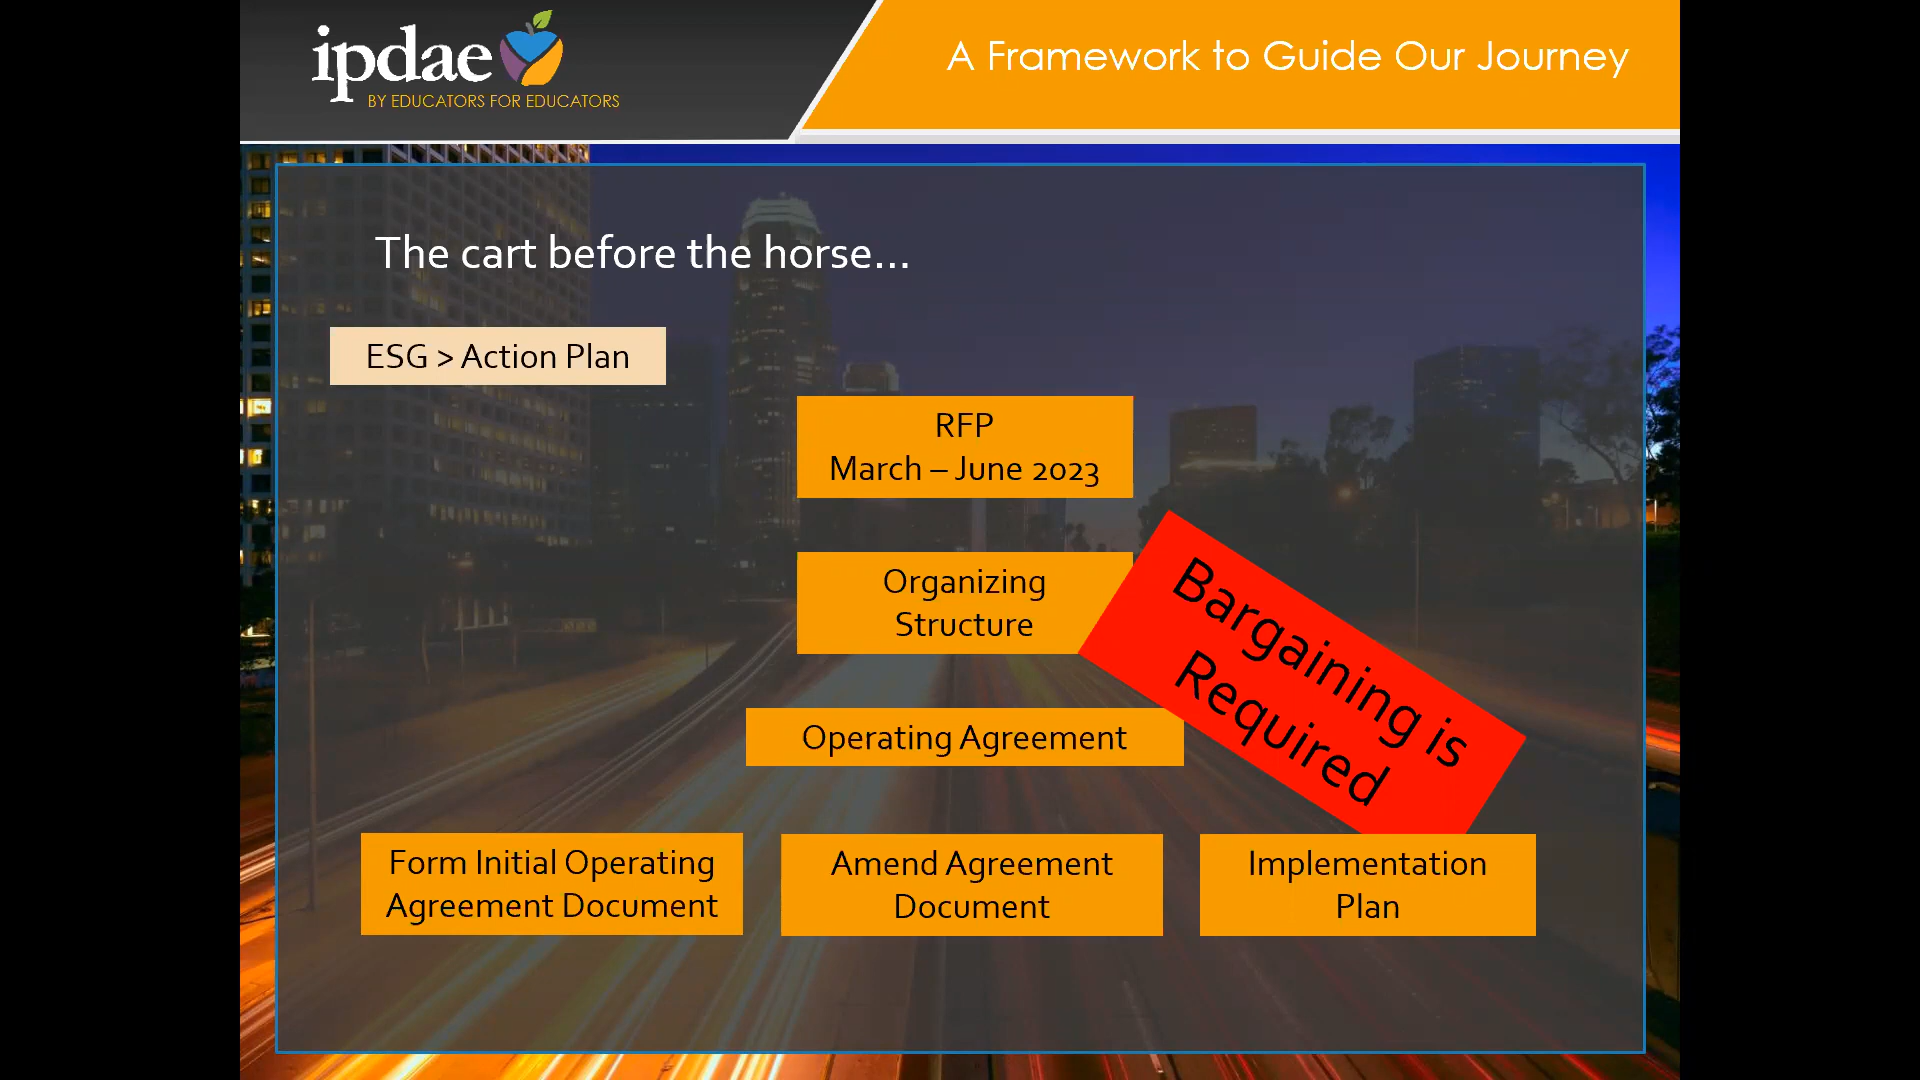 ipdae
BY EDUCATORS FOR EDUCATORS
A Framework to Guide Our Journey
The cart before the horse...
ESG > Action Plan
RFP
March – June 2023
Organizing
Structure
Bargaining is
Required
Operating Agreement
Form Initial Operating
Agreement Document
Amend Agreement
Document
Implementation
Plan